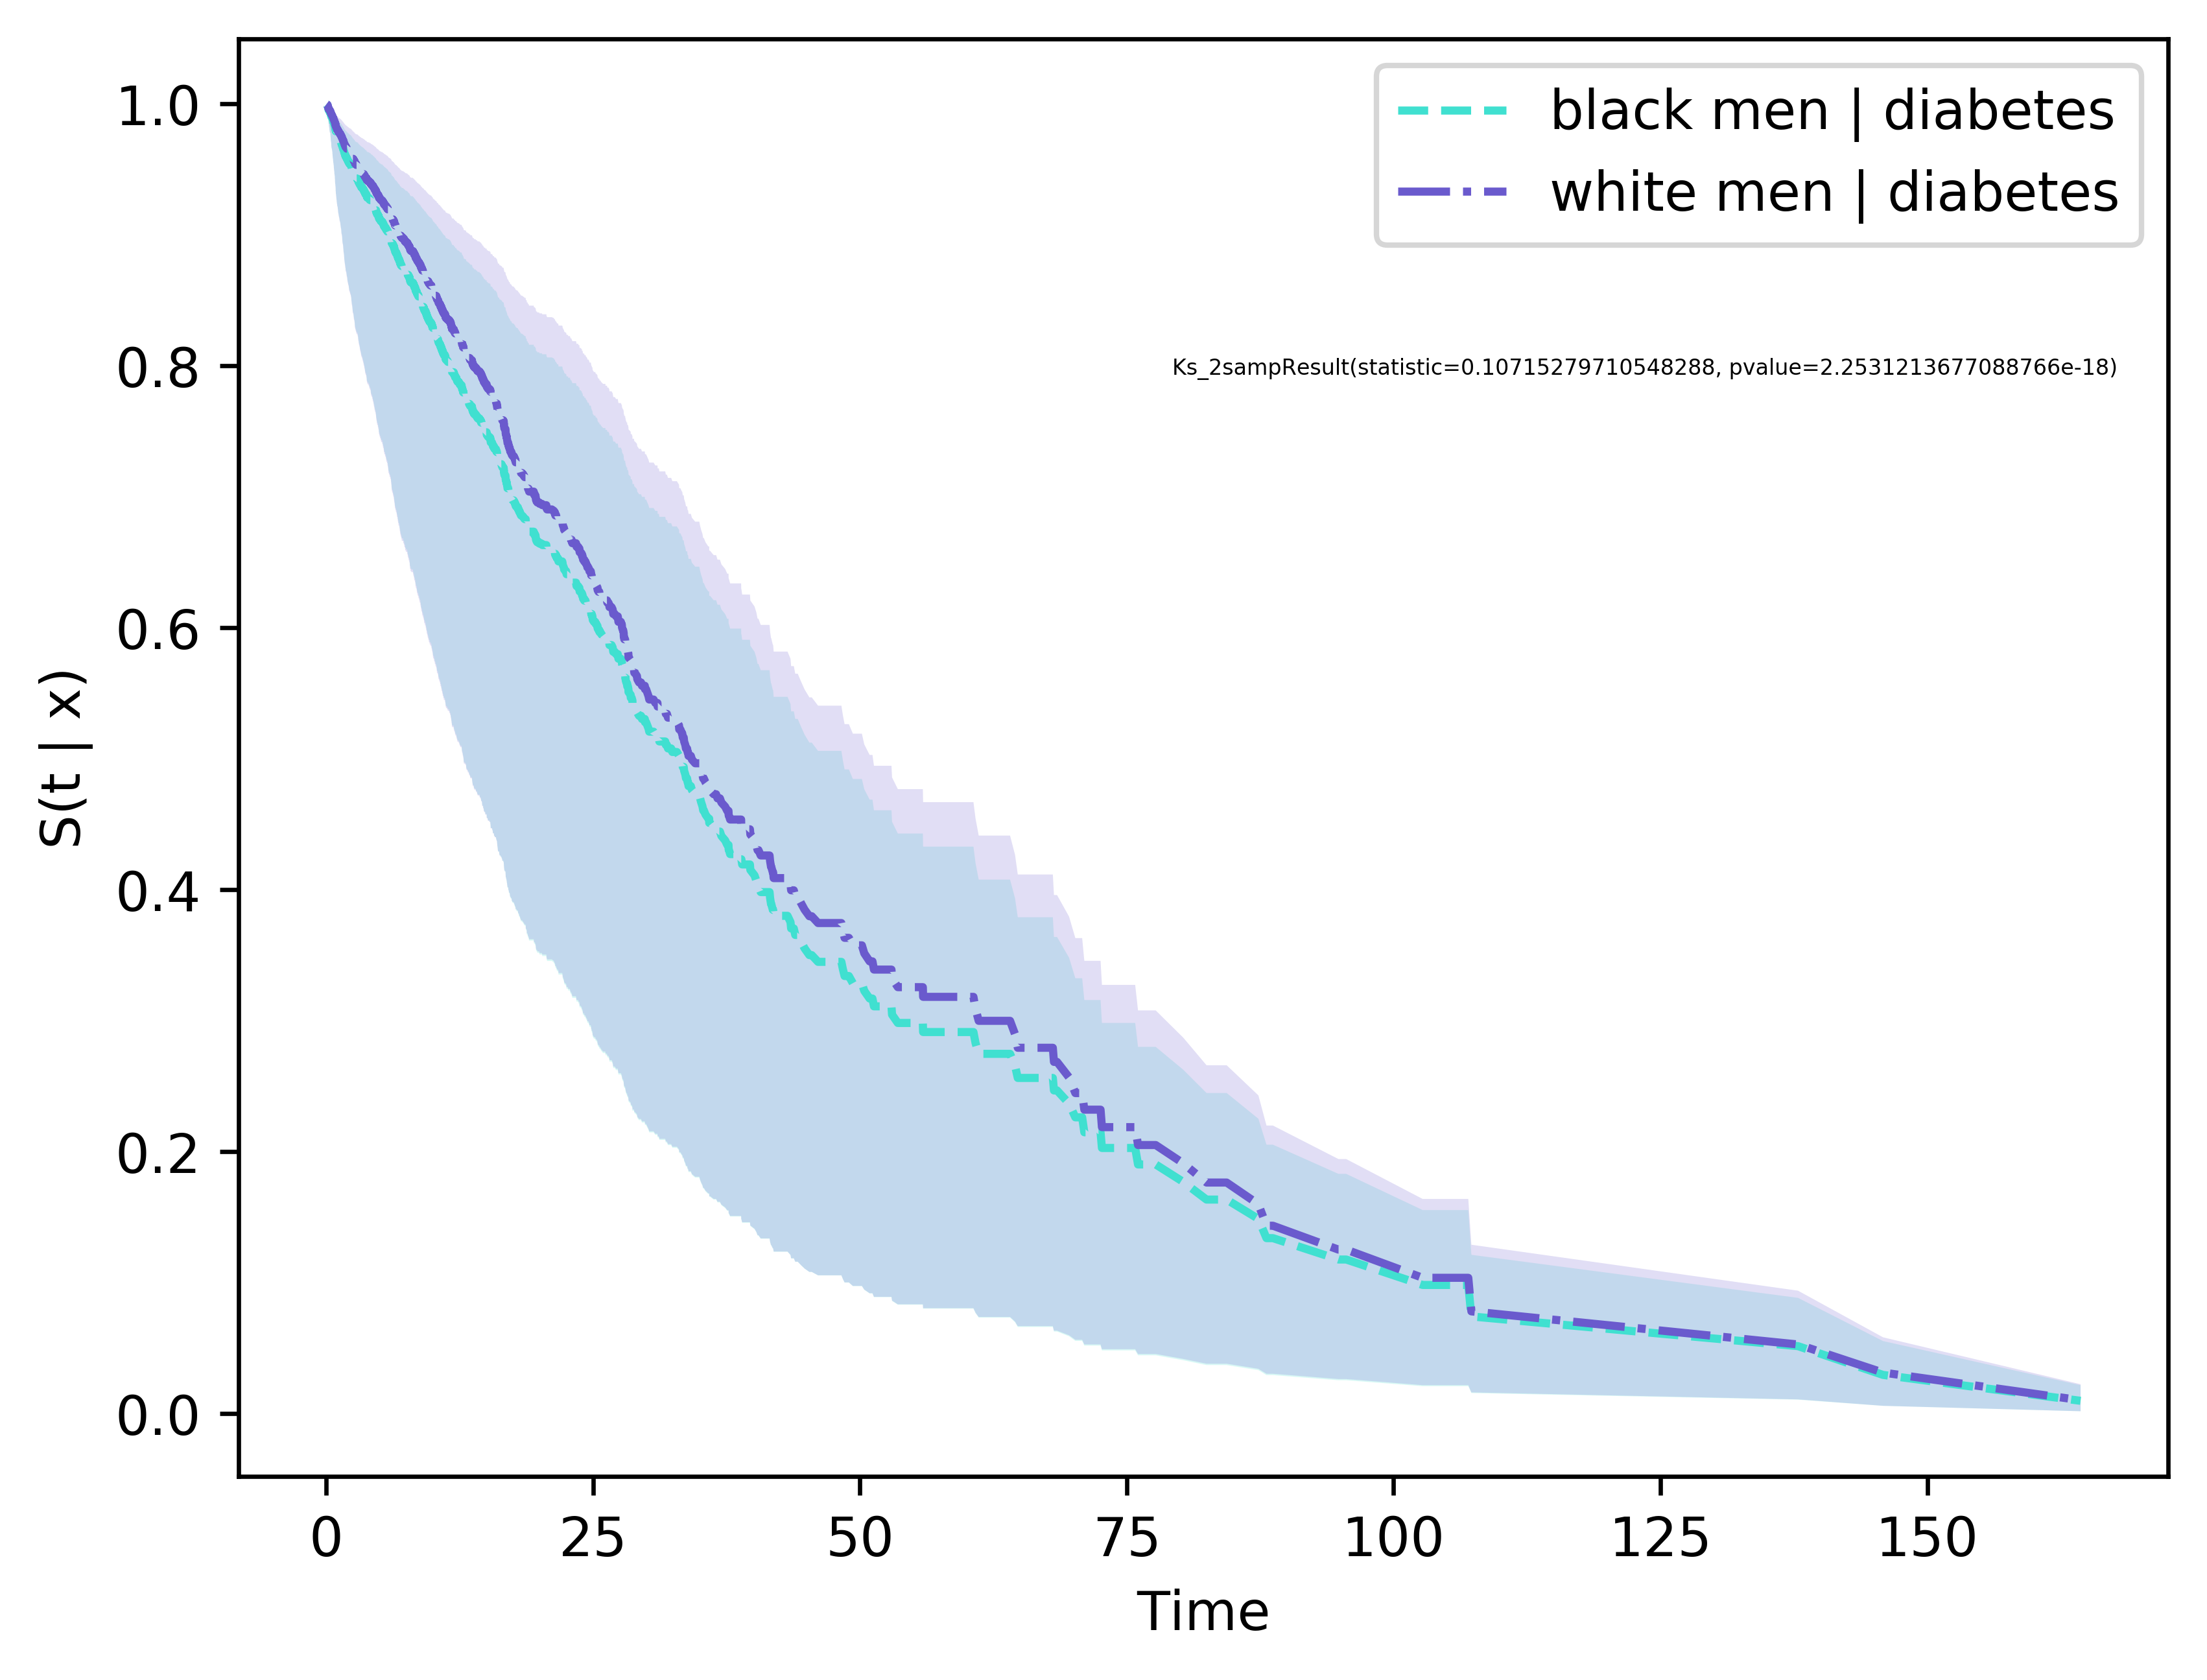 black men | diabetes
white men | diabetes
Ks_2sampResult(statistic=0.10715279710548288, pvalue=2.2531213677088766e-18)
1.0
0.8
0.6
0.4
0.2
0.0
S(t | x)
0 25 50 75 100 125 150
Time